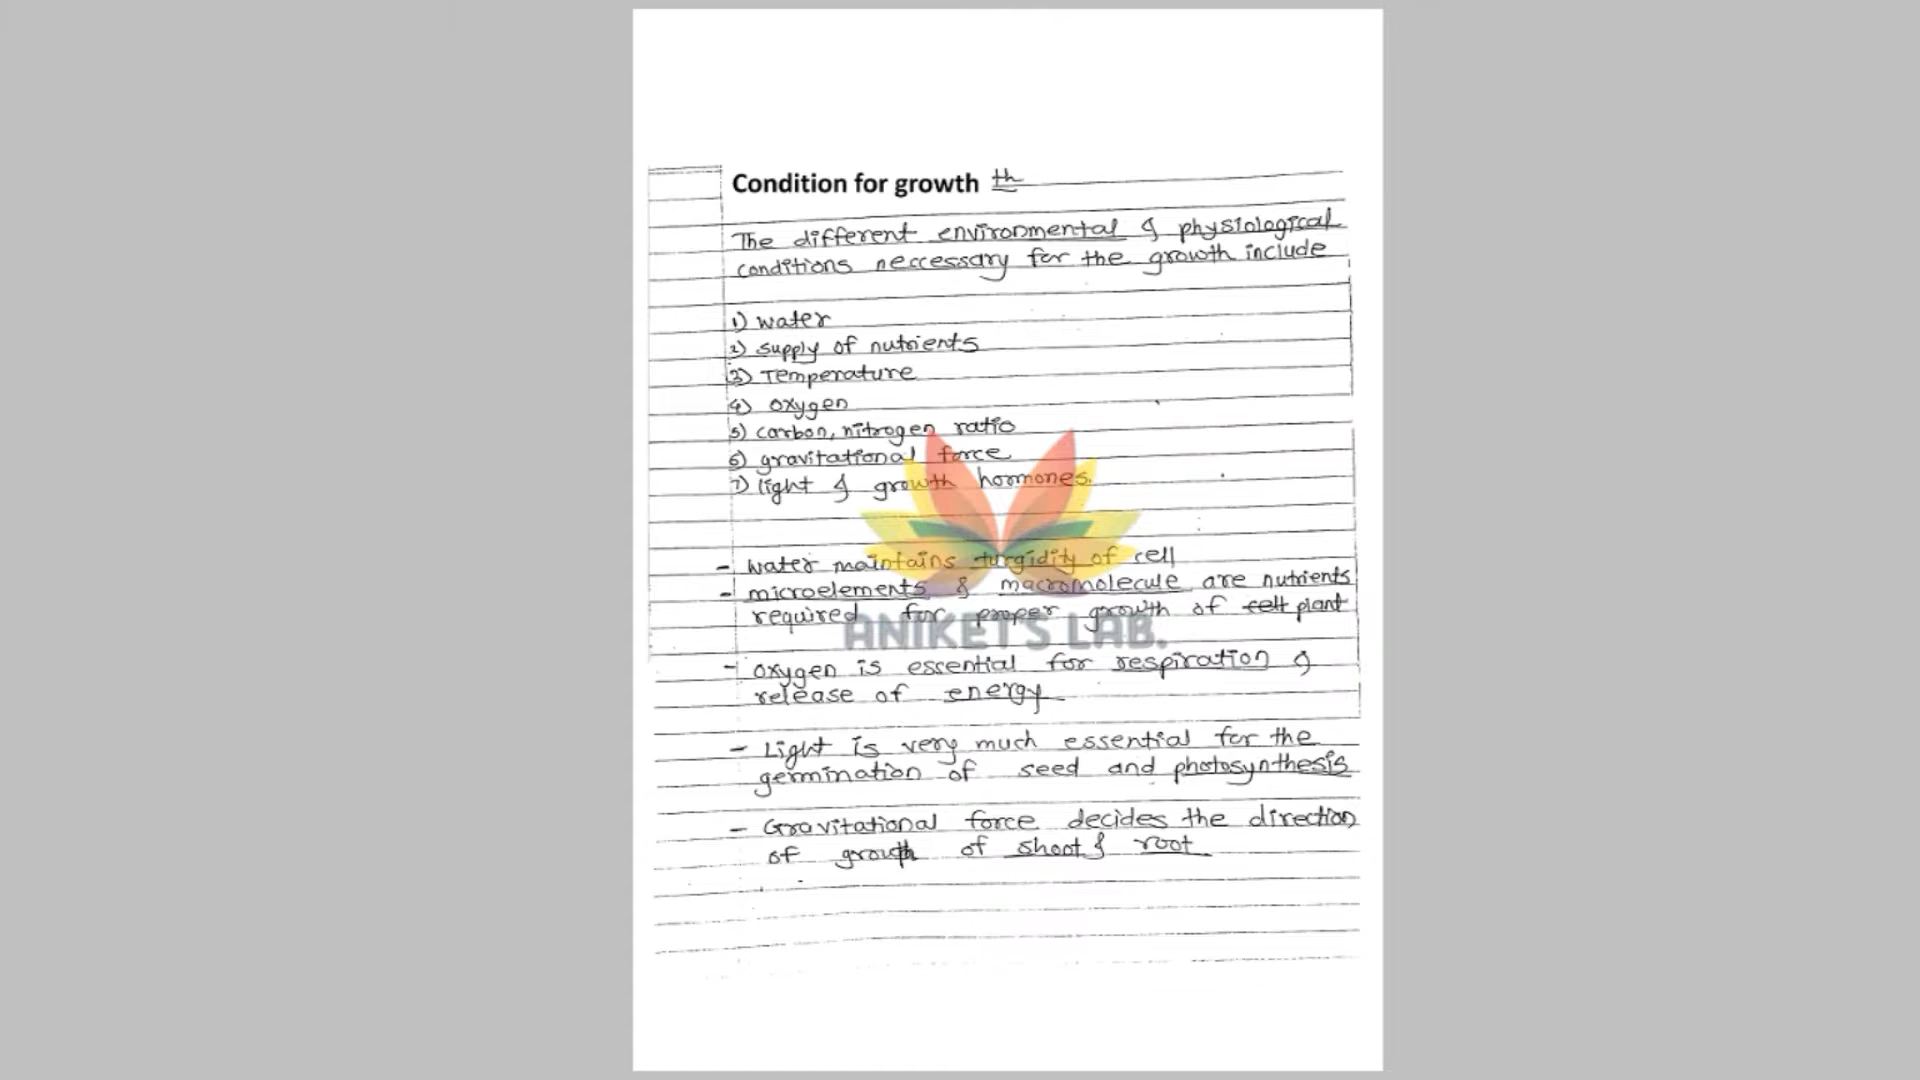 Condition for growth th
The different environmental & physiological
conditions neccessary for the growth include
1) water
2) supply of nutrients
3) Temperature
4) oxygen
5) carbon, nitrogen ratio
6) gravitational force
7) light & growth hormones.
- water maintains turgidity of cell
- microelements & macromolecule are nutrients
required for proper growth of cell plant
ANIKET'S LAB.
- oxygen is essential for respiration &
release of energy
- Light is very much essential for the
germination of seed and photosynthesis
- Gravitational force decides the direction
of growth of shoot & root